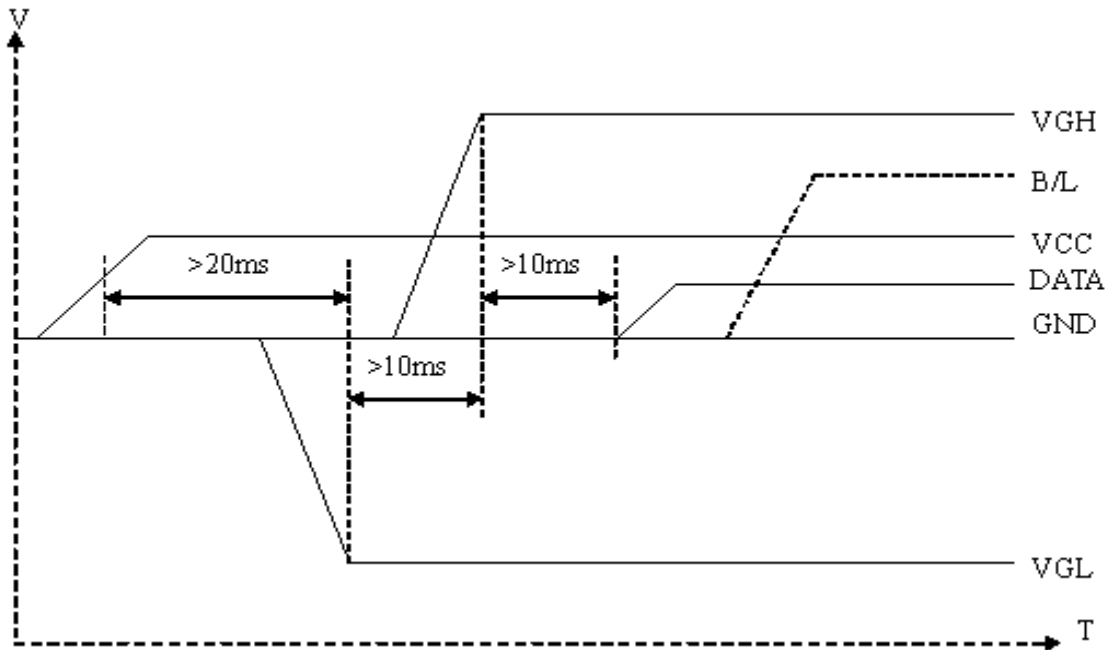 V
VGH
B/L
VCC
>20ms
>10ms
DATA
GND
>10ms
VGL
T